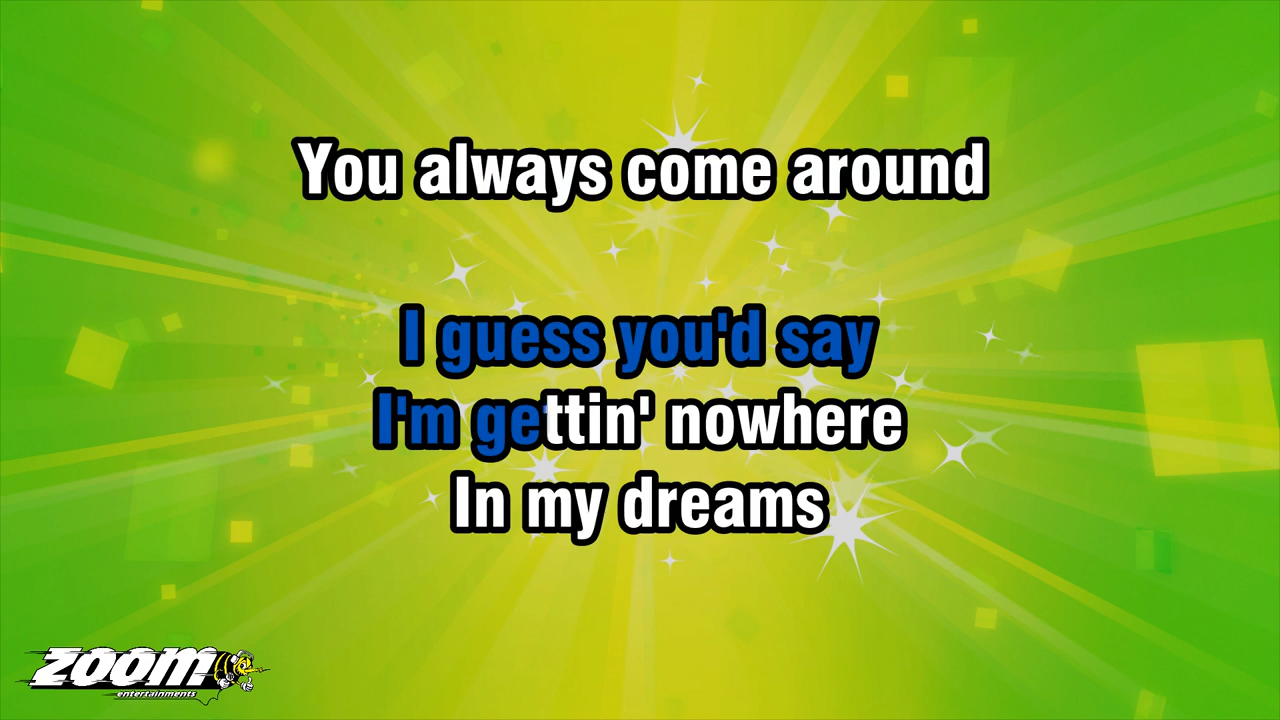 You always come around
I guess you'd say
I'm gettin' nowhere
In my dreams
ZOOM
entertainments